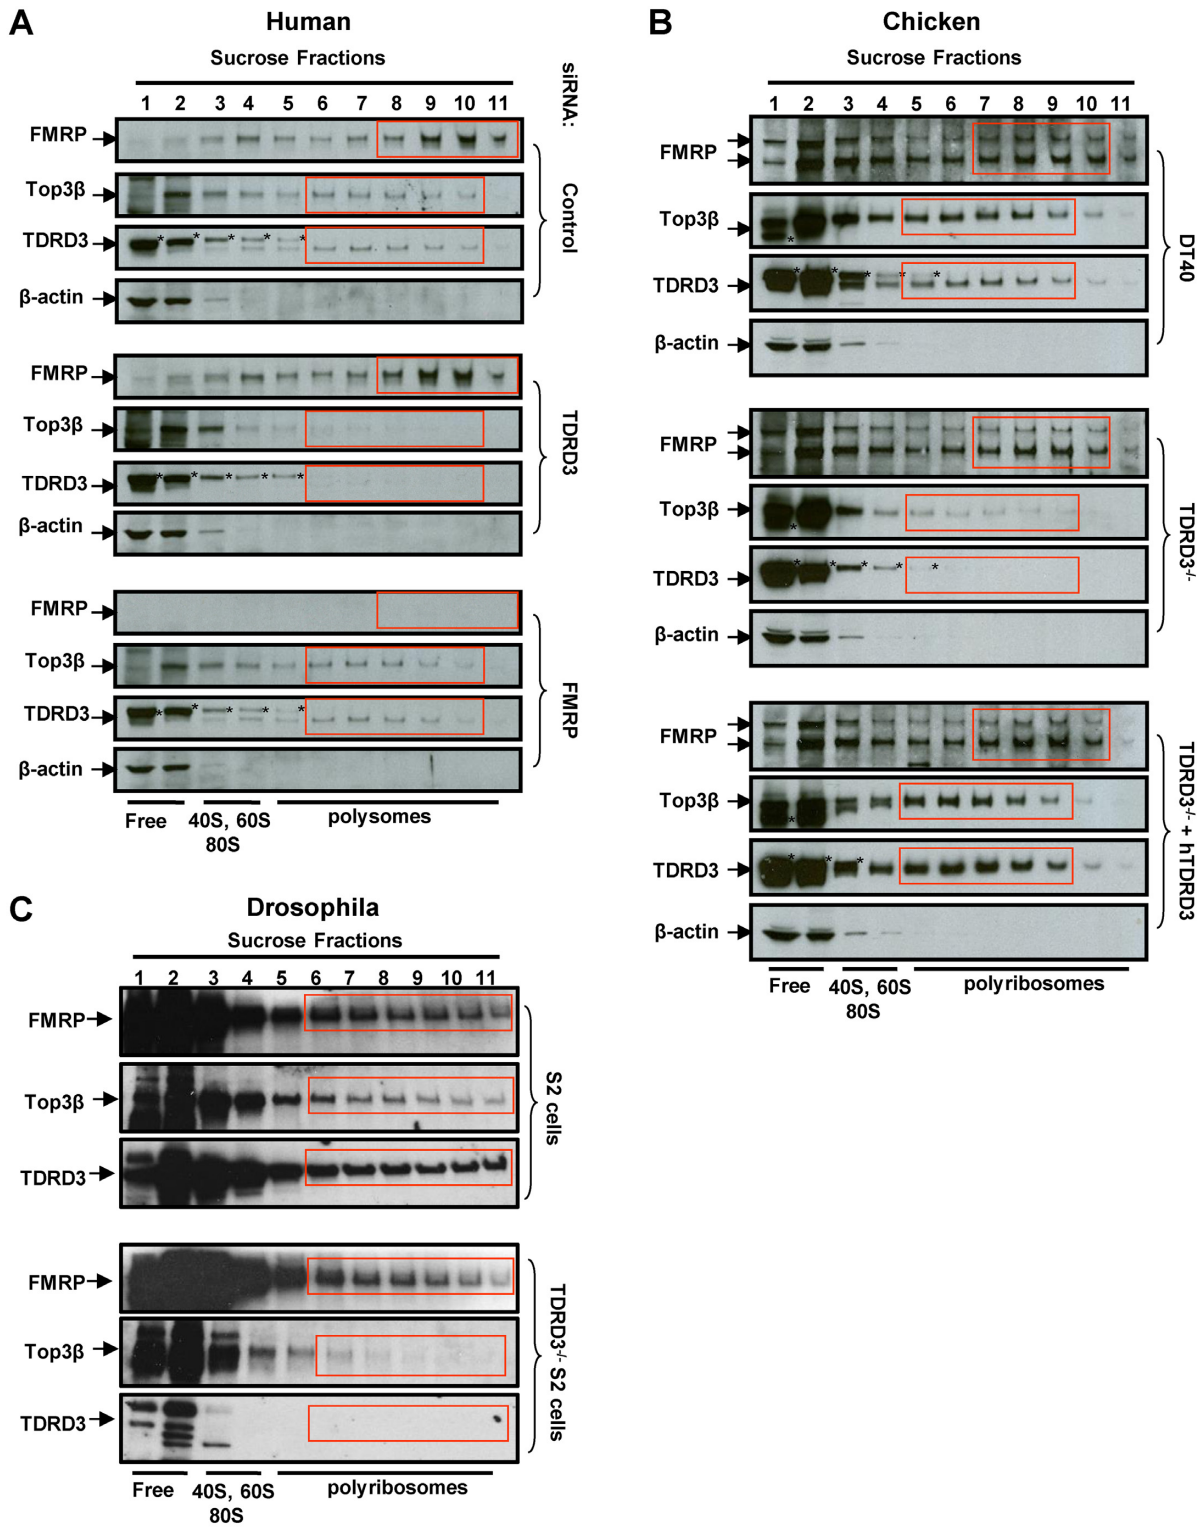 A
Human
Sucrose Fractions
1 2 3 4 5 6 7 8 9 10 11
siRNA:
FMRP
Top3β
TDRD3
* * * * *
β-actin
Control
FMRP
Top3β
TDRD3
* * * * *
β-actin
TDRD3
FMRP
Top3β
TDRD3
* * * * *
β-actin
FMRP
Free
40S, 60S
80S
polysomes
B
Chicken
Sucrose Fractions
1 2 3 4 5 6 7 8 9 10 11
FMRP
Top3β
*
TDRD3
* * * * *
β-actin
DT40
FMRP
Top3β
*
TDRD3
* * * * *
β-actin
TDRD3-/-
FMRP
Top3β
*
TDRD3
* * *
β-actin
TDRD3-/- + hTDRD3
Free
40S, 60S
80S
polyribosomes
C
Drosophila
Sucrose Fractions
1 2 3 4 5 6 7 8 9 10 11
FMRP
Top3β
TDRD3
S2 cells
FMRP
Top3β
TDRD3
TDRD3-/- S2 cells
Free
40S, 60S
80S
polyribosomes